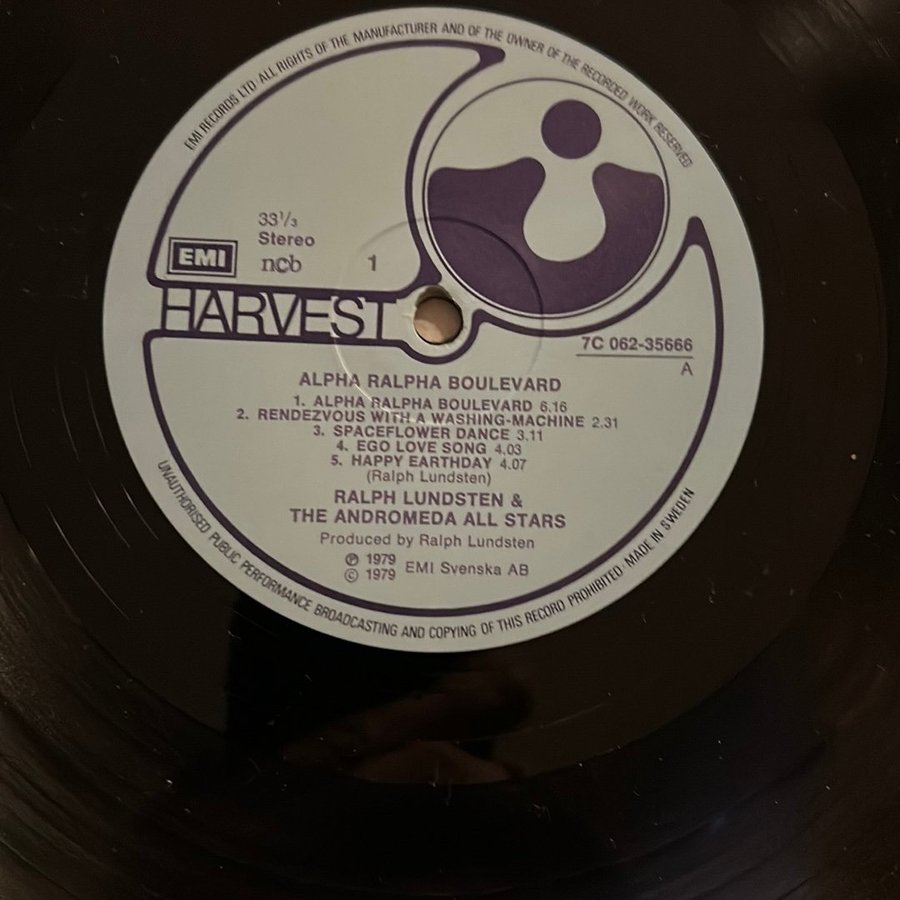 EMI RECORDS LTD· ALL RIGHTS OF THE MANUFACTURER AND OF THE OWNER OF THE RECORDED WORK RESERVED
33 1/3
Stereo
EMI
ncb
1
HARVEST
7C 062-35666
A
ALPHA RALPHA BOULEVARD
1. ALPHA RALPHA BOULEVARD 6.16
2. RENDEZVOUS WITH A WASHING-MACHINE 2.31
3. SPACEFLOWER DANCE 3.11
4. EGO LOVE SONG 4.03
5. HAPPY EARTHDAY 4.07
(Ralph Lundsten)
RALPH LUNDSTEN &
THE ANDROMEDA ALL STARS
Produced by Ralph Lundsten
℗ 1979
© 1979 EMI Svenska AB
UNAUTHORISED PUBLIC PERFORMANCE BROADCASTING AND COPYING OF THIS RECORD PROHIBITED· MADE IN SWEDEN